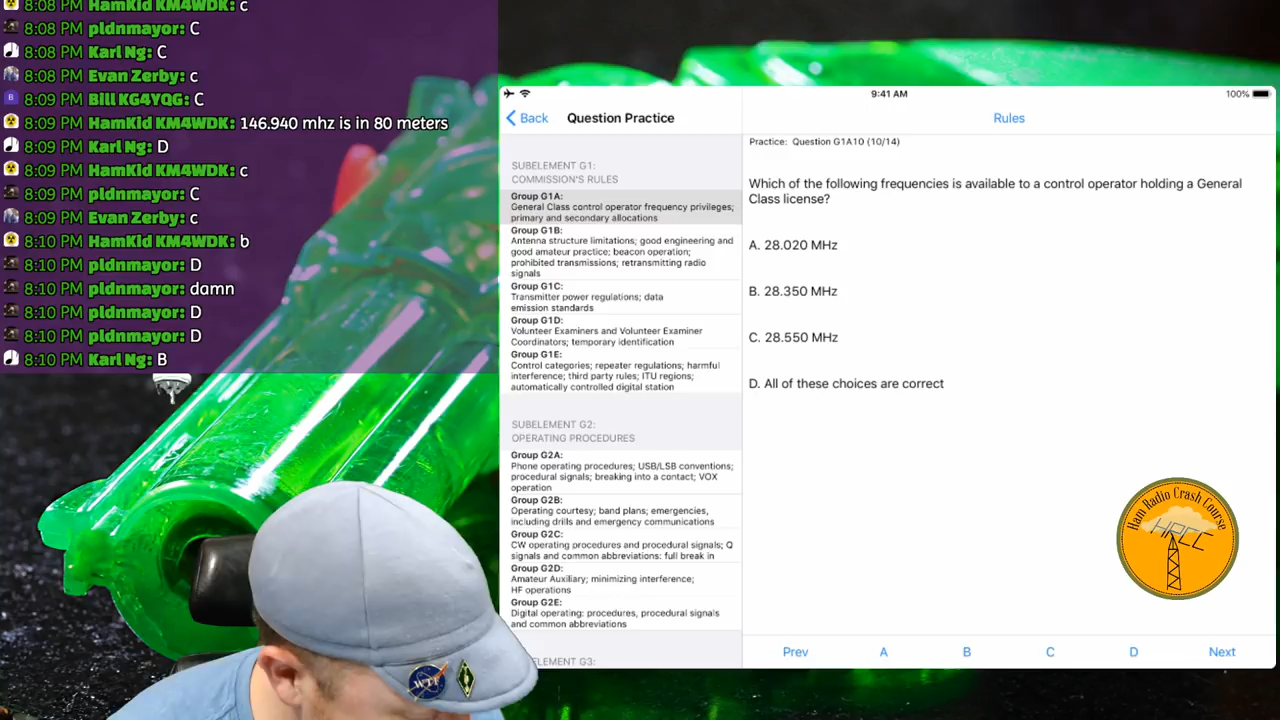 8:08 PM HamKid KM4WDK: c
8:08 PM pldnmayor: C
8:08 PM Karl Ng: C
8:08 PM Evan Zerby: c
B 8:09 PM Bill KG4YQG: C
8:09 PM HamKid KM4WDK: 146.940 mhz is in 80 meters
8:09 PM Karl Ng: D
8:09 PM HamKid KM4WDK: c
8:09 PM pldnmayor: C
8:09 PM Evan Zerby: c
8:10 PM HamKid KM4WDK: b
8:10 PM pldnmayor: D
8:10 PM pldnmayor: damn
8:10 PM pldnmayor: D
8:10 PM pldnmayor: D
8:10 PM Karl Ng: B
9:41 AM
100%
Back
Question Practice
Rules
SUBELEMENT G1:
COMMISSION'S RULES
Group G1A:
General Class control operator frequency privileges;
primary and secondary allocations
Group G1B:
Antenna structure limitations; good engineering and
good amateur practice; beacon operation;
prohibited transmissions; retransmitting radio
signals
Group G1C:
Transmitter power regulations; data
emission standards
Group G1D:
Volunteer Examiners and Volunteer Examiner
Coordinators; temporary identification
Group G1E:
Control categories; repeater regulations; harmful
interference; third party rules; ITU regions;
automatically controlled digital station
SUBELEMENT G2:
OPERATING PROCEDURES
Group G2A:
Phone operating procedures; USB/LSB conventions;
procedural signals; breaking into a contact; VOX
operation
Group G2B:
Operating courtesy; band plans; emergencies,
including drills and emergency communications
Group G2C:
CW operating procedures and procedural signals; Q
signals and common abbreviations: full break in
Group G2D:
Amateur Auxiliary; minimizing interference;
HF operations
Group G2E:
Digital operating: procedures, procedural signals
and common abbreviations
ELEMENT G3:
Practice: Question G1A10 (10/14)
Which of the following frequencies is available to a control operator holding a General
Class license?
A. 28.020 MHz
B. 28.350 MHz
C. 28.550 MHz
D. All of these choices are correct
Prev
A
B
C
D
Next
Ham Radio Crash Course
HRCC
WTF